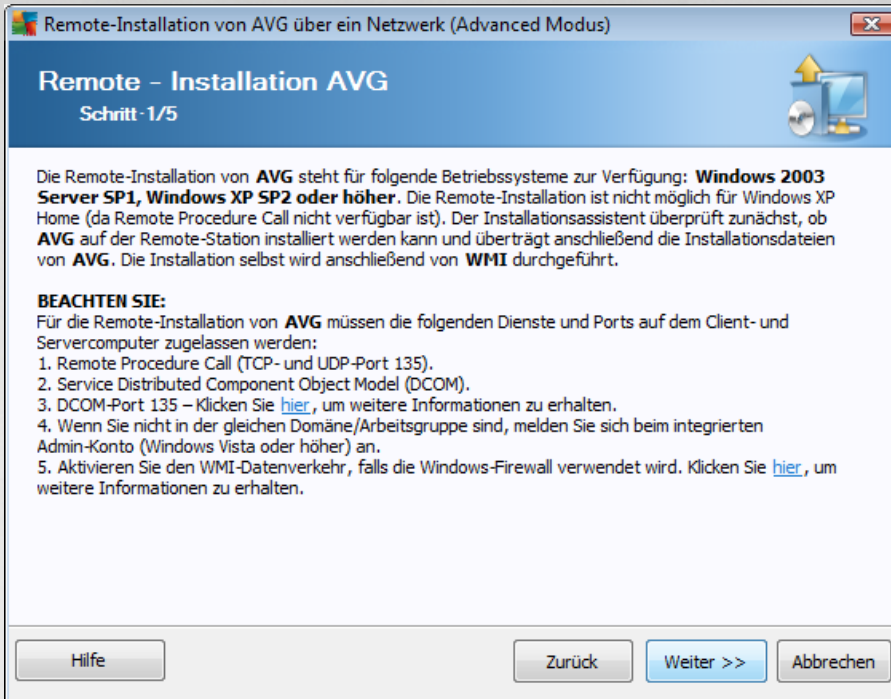 Remote-Installation von AVG über ein Netzwerk (Advanced Modus)
Remote - Installation AVG
Schritt-1/5
Die Remote-Installation von AVG steht für folgende Betriebssysteme zur Verfügung: Windows 2003
Server SP1, Windows XP SP2 oder höher. Die Remote-Installation ist nicht möglich für Windows XP
Home (da Remote Procedure Call nicht verfügbar ist). Der Installationsassistent überprüft zunächst, ob
AVG auf der Remote-Station installiert werden kann und überträgt anschließend die Installationsdateien
von AVG. Die Installation selbst wird anschließend von WMI durchgeführt.
BEACHTEN SIE:
Für die Remote-Installation von AVG müssen die folgenden Dienste und Ports auf dem Client- und
Servercomputer zugelassen werden:
1. Remote Procedure Call (TCP- und UDP-Port 135).
2. Service Distributed Component Object Model (DCOM).
3. DCOM-Port 135 – Klicken Sie hier, um weitere Informationen zu erhalten.
4. Wenn Sie nicht in der gleichen Domäne/Arbeitsgruppe sind, melden Sie sich beim integrierten
Admin-Konto (Windows Vista oder höher) an.
5. Aktivieren Sie den WMI-Datenverkehr, falls die Windows-Firewall verwendet wird. Klicken Sie hier, um
weitere Informationen zu erhalten.
Hilfe
Zurück
Weiter >>
Abbrechen